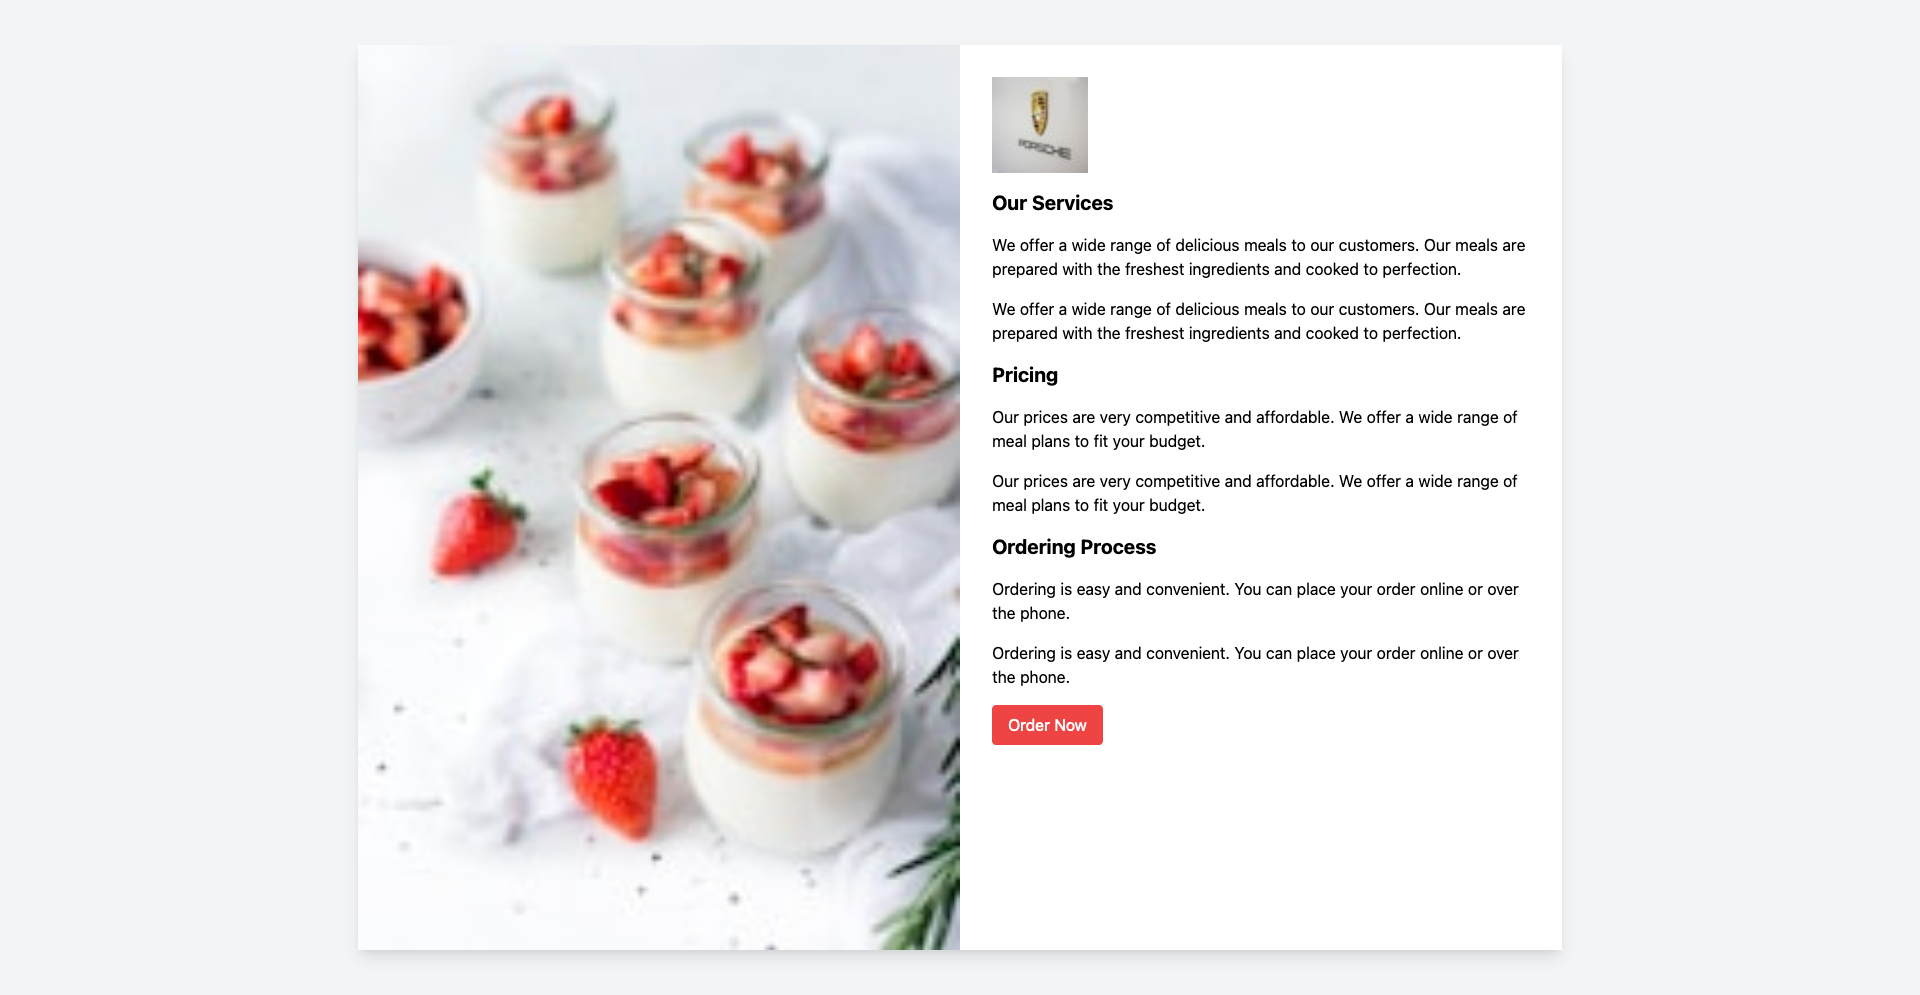 PORSCHE
Our Services
We offer a wide range of delicious meals to our customers. Our meals are
prepared with the freshest ingredients and cooked to perfection.
We offer a wide range of delicious meals to our customers. Our meals are
prepared with the freshest ingredients and cooked to perfection.
Pricing
Our prices are very competitive and affordable. We offer a wide range of
meal plans to fit your budget.
Our prices are very competitive and affordable. We offer a wide range of
meal plans to fit your budget.
Ordering Process
Ordering is easy and convenient. You can place your order online or over
the phone.
Ordering is easy and convenient. You can place your order online or over
the phone.
Order Now